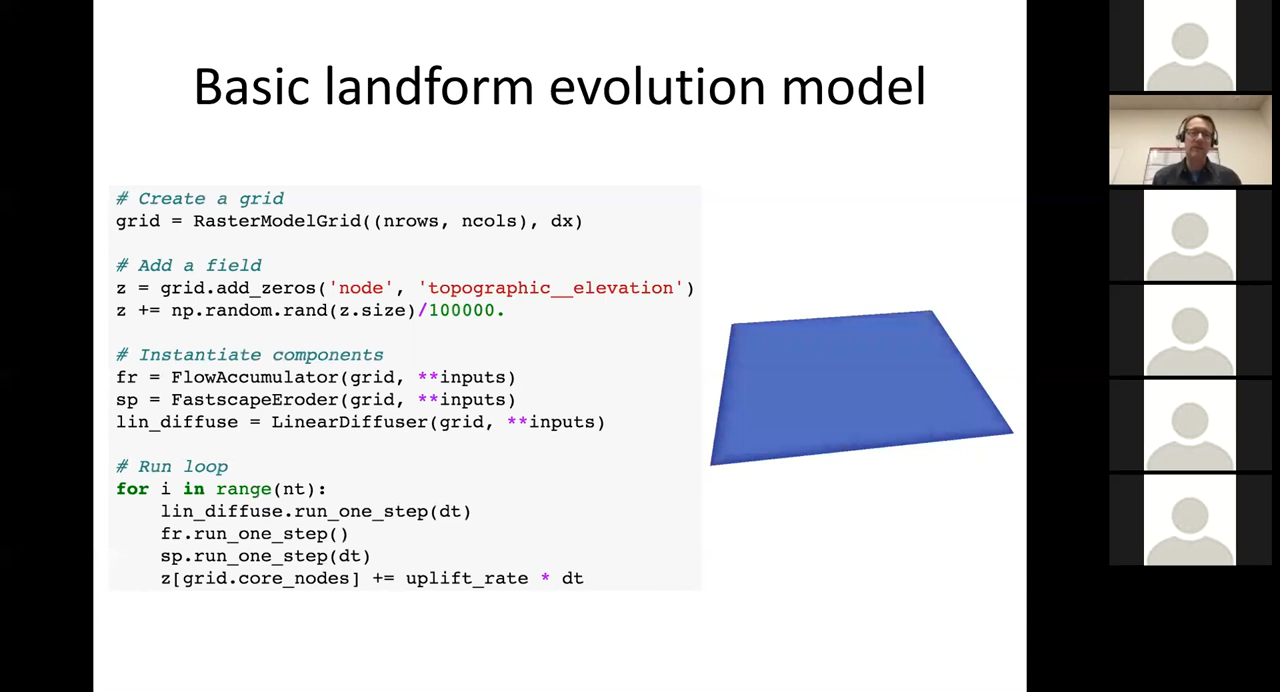 Basic landform evolution model
# Create a grid
grid = RasterModelGrid((nrows, ncols), dx)
# Add a field
z = grid.add_zeros('node', 'topographic__elevation')
z += np.random.rand(z.size)/100000.
# Instantiate components
fr = FlowAccumulator(grid, **inputs)
sp = FastscapeEroder(grid, **inputs)
lin_diffuse = LinearDiffuser(grid, **inputs)
# Run loop
for i in range(nt):
    lin_diffuse.run_one_step(dt)
    fr.run_one_step()
    sp.run_one_step(dt)
    z[grid.core_nodes] += uplift_rate * dt